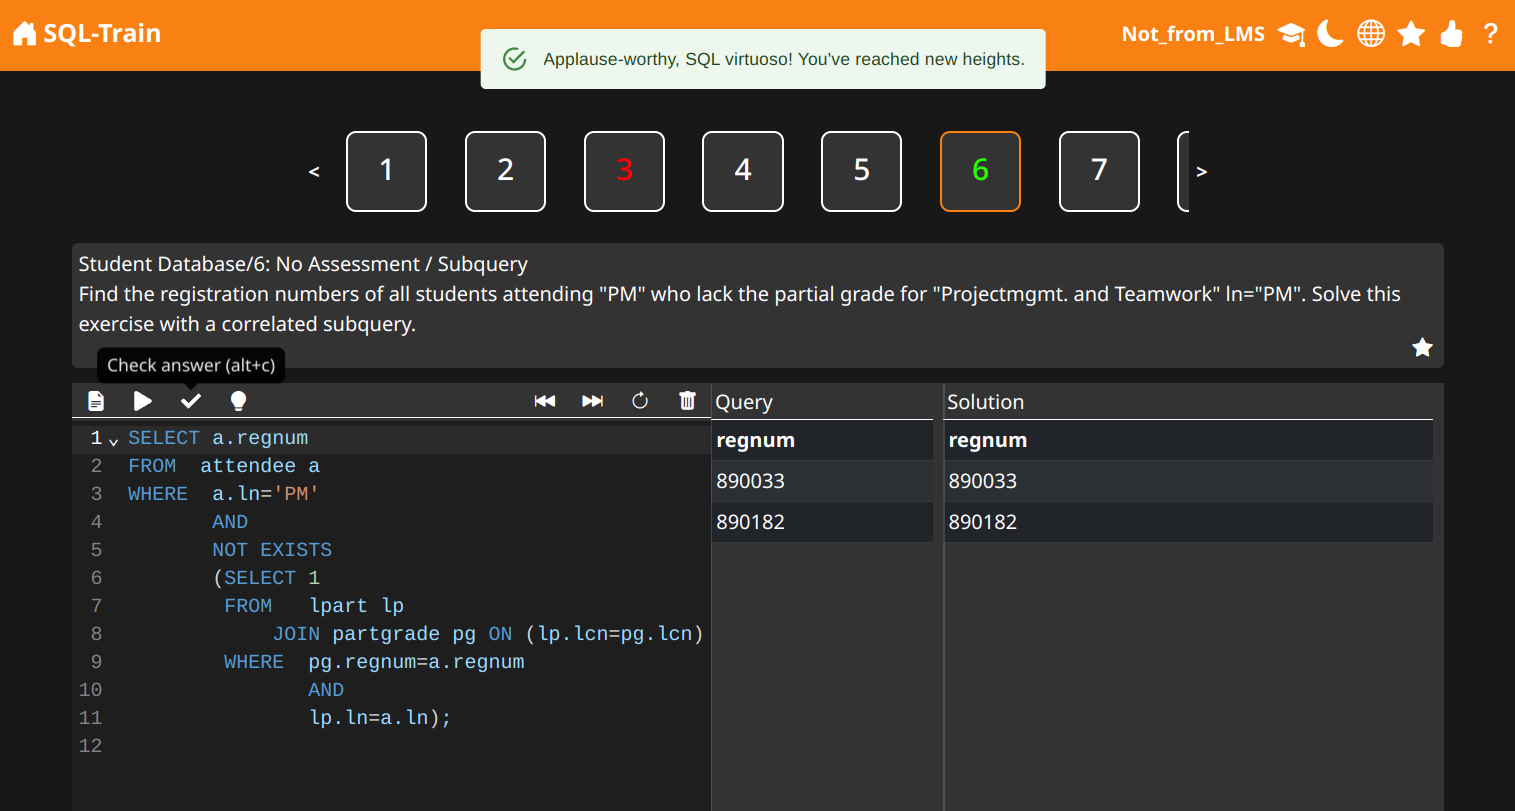 SQL-Train
Not_from_LMS
?
Applause-worthy, SQL virtuoso! You've reached new heights.
< 1 2 3 4 5 6 7 >
Student Database/6: No Assessment / Subquery
Find the registration numbers of all students attending "PM" who lack the partial grade for "Projectmgmt. and Teamwork" ln="PM". Solve this
exercise with a correlated subquery.
Check answer (alt+c)
1 SELECT a.regnum
2 FROM  attendee a
3 WHERE  a.ln='PM'
4        AND
5        NOT EXISTS
6        (SELECT 1
7         FROM   lpart lp
8             JOIN partgrade pg ON (lp.lcn=pg.lcn)
9         WHERE  pg.regnum=a.regnum
10               AND
11               lp.ln=a.ln);
12
Query
regnum
890033
890182
Solution
regnum
890033
890182